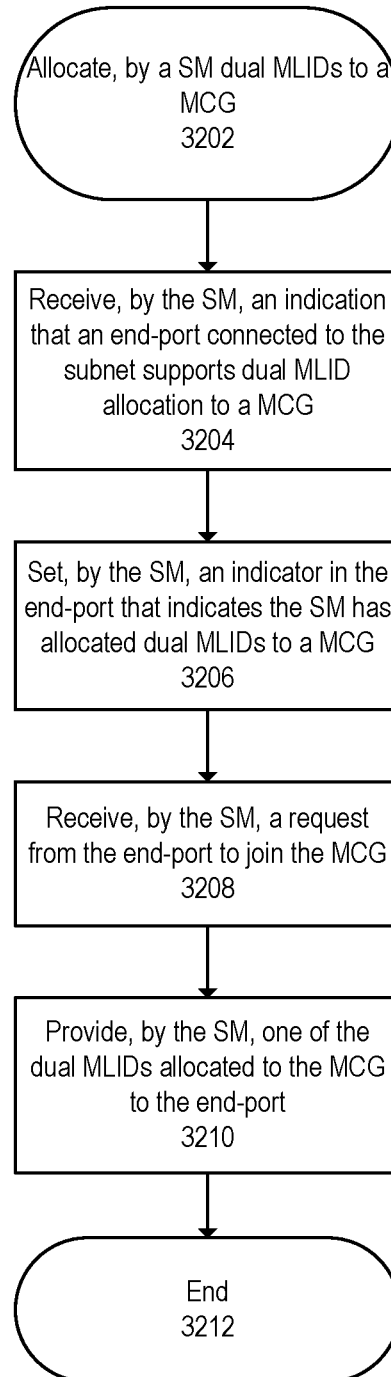 Allocate, by a SM dual MLIDs to a
MCG
3202
Receive, by the SM, an indication
that an end-port connected to the
subnet supports dual MLID
allocation to a MCG
3204
Set, by the SM, an indicator in the
end-port that indicates the SM has
allocated dual MLIDs to a MCG
3206
Receive, by the SM, a request
from the end-port to join the MCG
3208
Provide, by the SM, one of the
dual MLIDs allocated to the MCG
to the end-port
3210
End
3212